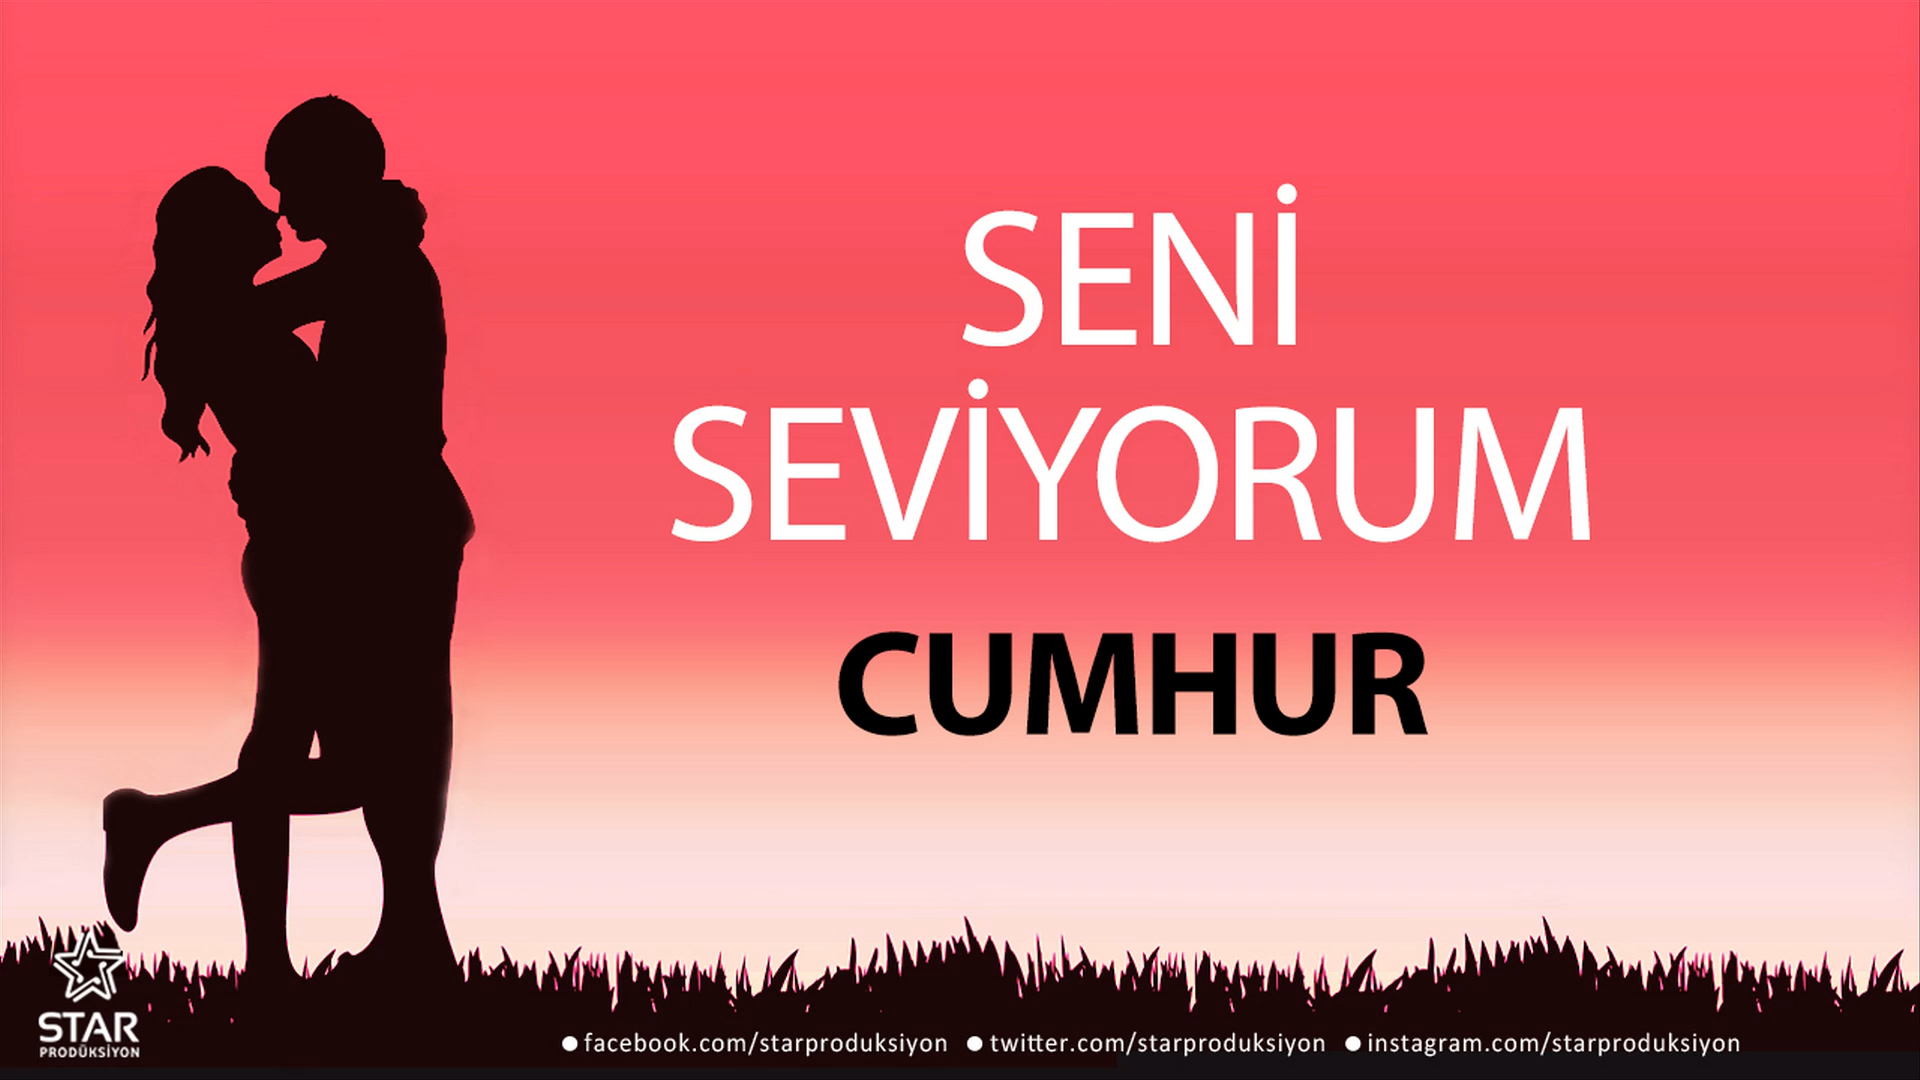 SENİ
SEVİYORUM
CUMHUR
STAR
PRODÜKSİYON
facebook.com/starproduksiyon twitter.com/starproduksiyon instagram.com/starproduksiyon